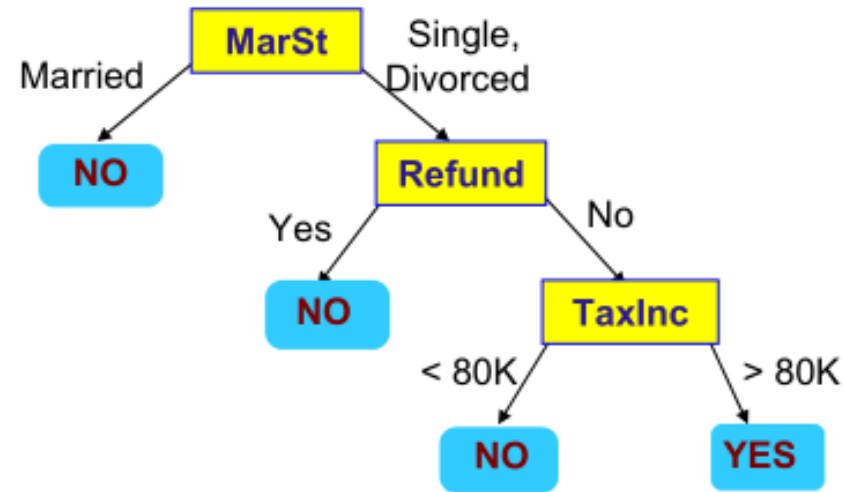 MarSt
Single,
Divorced
Married
NO
Refund
Yes
No
NO
TaxInc
< 80K
> 80K
NO
YES